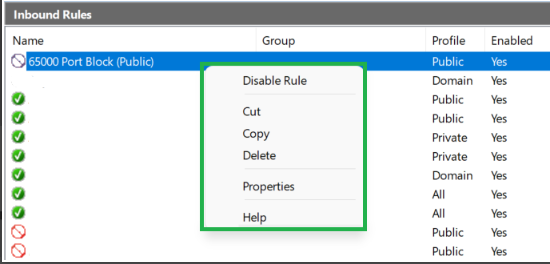 Inbound Rules
Name Group Profile Enabled
65000 Port Block (Public) Public Yes
Domain Yes
Public Yes
Public Yes
Private Yes
Private Yes
Domain Yes
All Yes
All Yes
Public Yes
Public Yes
Disable Rule
Cut
Copy
Delete
Properties
Help